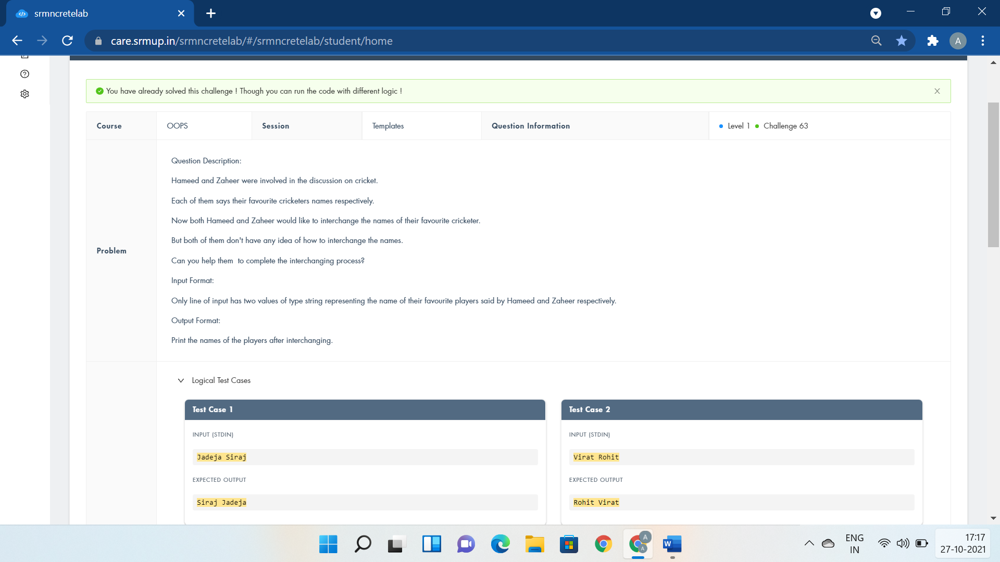 srmncretelab
care.srmup.in/srmncretelab/#/srmncretelab/student/home
A
You have already solved this challenge ! Though you can run the code with different logic !
Course OOPS Session Templates Question Information Level 1 Challenge 63
Problem
Question Description:
Hameed and Zaheer were involved in the discussion on cricket.
Each of them says their favourite cricketers names respectively.
Now both Hameed and Zaheer would like to interchange the names of their favourite cricketer.
But both of them don't have any idea of how to interchange the names.
Can you help them  to complete the interchanging process?
Input Format:
Only line of input has two values of type string representing the name of their favourite players said by Hameed and Zaheer respectively.
Output Format:
Print the names of the players after interchanging.
Logical Test Cases
Test Case 1
INPUT (STDIN)
Jadeja Siraj
EXPECTED OUTPUT
Siraj Jadeja
Test Case 2
INPUT (STDIN)
Virat Rohit
EXPECTED OUTPUT
Rohit Virat
A
A
W
ENG
IN
17:17
27-10-2021